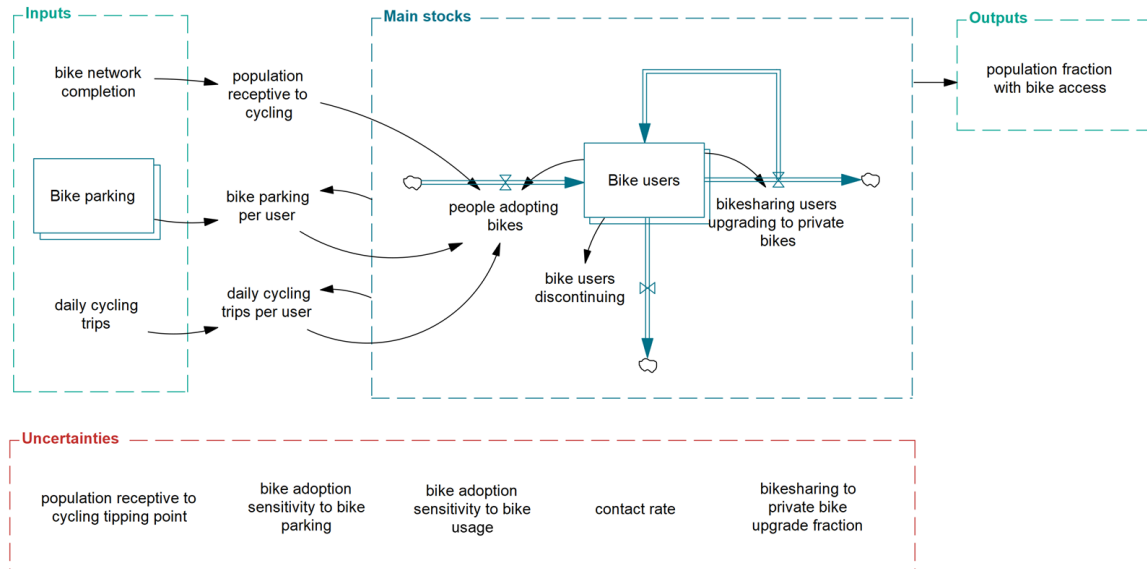 Inputs
Main stocks
Outputs
bike network
completion
population
receptive to
cycling
population fraction
with bike access
Bike parking
bike parking
per user
people adopting
bikes
Bike users
bikesharing users
upgrading to private
bikes
bike users
discontinuing
daily cycling
trips
daily cycling
trips per user
Uncertainties
population receptive to
cycling tipping point
bike adoption
sensitivity to bike
parking
bike adoption
sensitivity to bike
usage
contact rate
bikesharing to
private bike
upgrade fraction